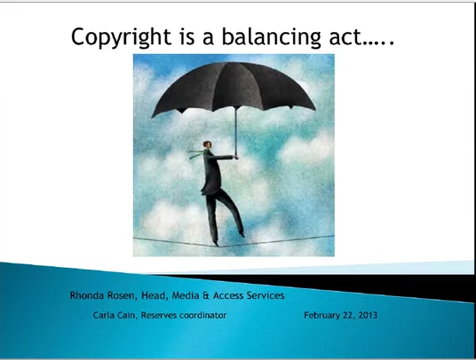 Copyright is a balancing act…..
Rhonda Rosen, Head, Media & Access Services
Carla Cain, Reserves coordinator February 22, 2013